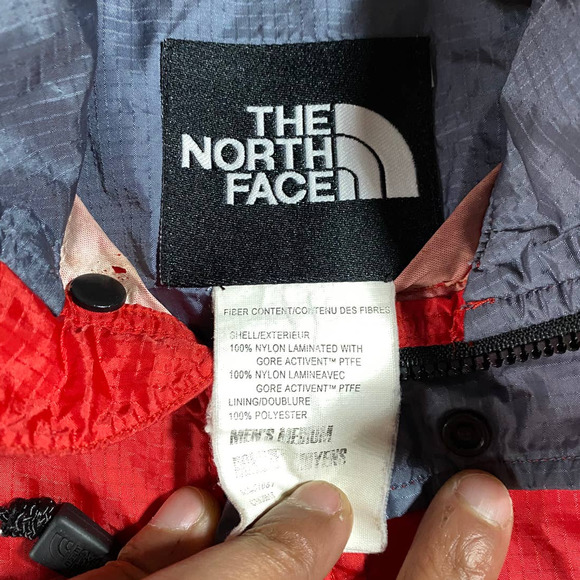 THE
NORTH
FACE
FIBER CONTENT/CONTENU DES FIBRES
SHELL/EXTERIEUR
100% NYLON LAMINATED WITH
GORE ACTIVENT™ PTFE
100% NYLON LAMINEAVEC
GORE ACTIVENT™ PTFE
LINING/DOUBLURE
100% POLYESTER
MEN'S MEDIUM